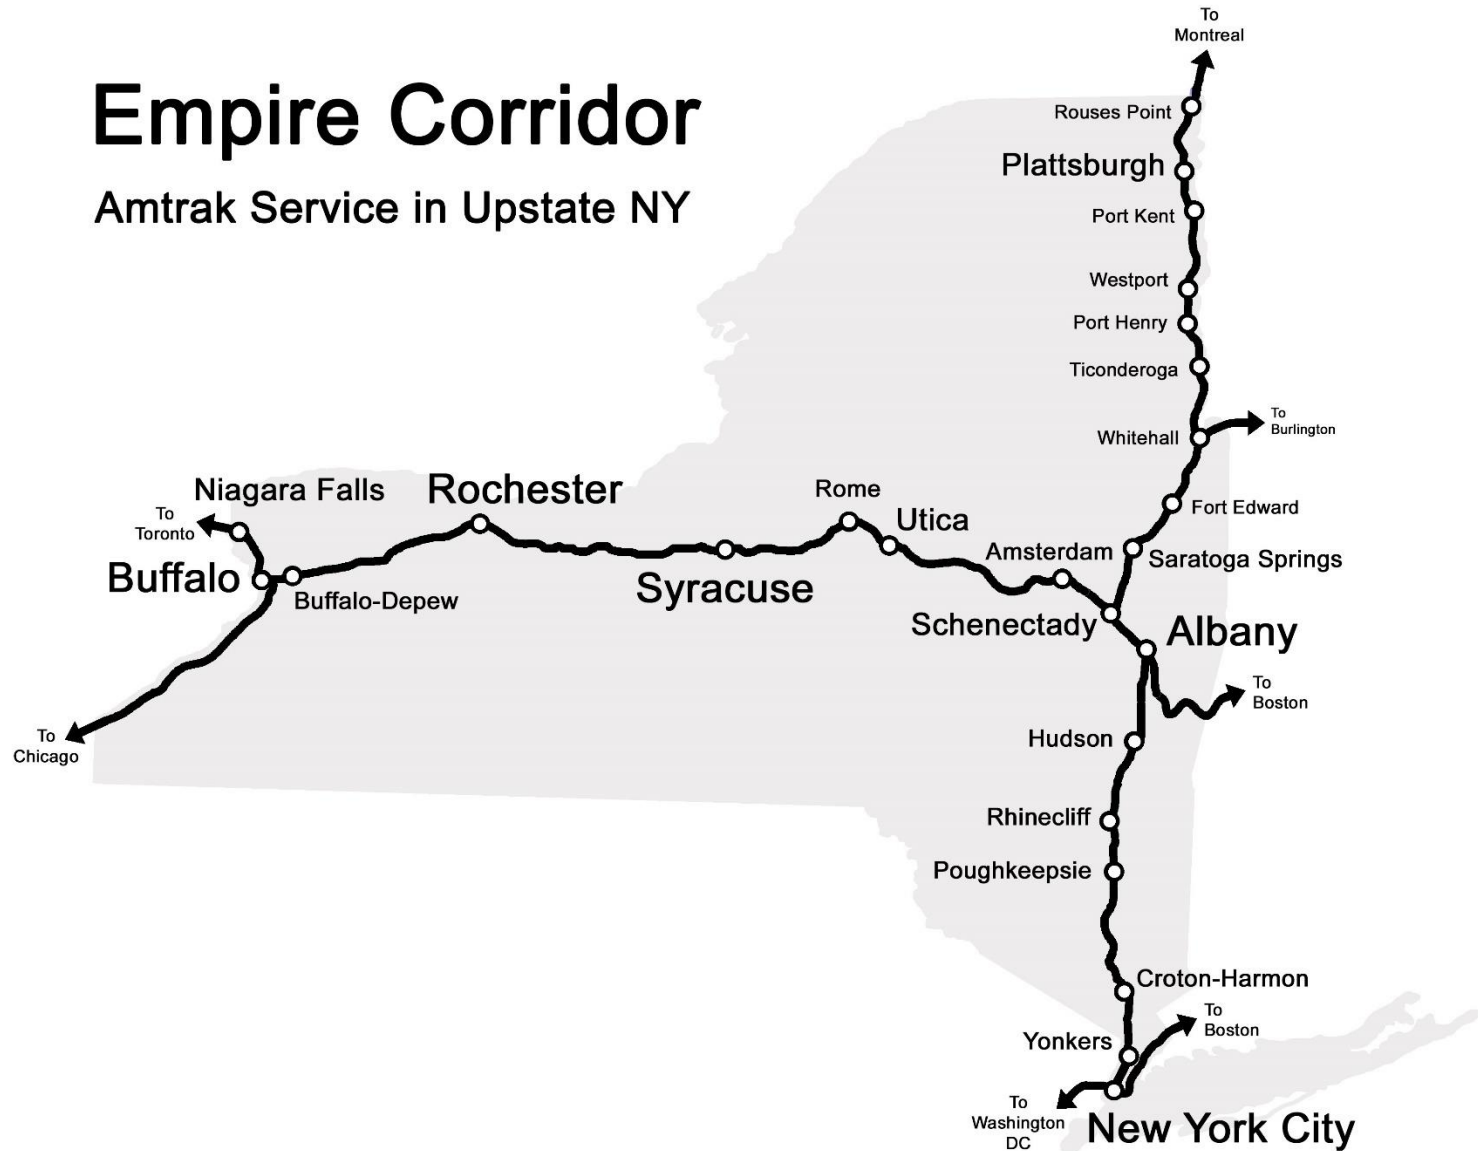 To
Montreal
Empire Corridor
Amtrak Service in Upstate NY
Rouses Point
Plattsburgh
Port Kent
Westport
Port Henry
Ticonderoga
To
Burlington
Whitehall
Niagara Falls
Rochester
Rome
Fort Edward
To
Toronto
Utica
Amsterdam
Saratoga Springs
Buffalo
Buffalo-Depew
Syracuse
Schenectady
Albany
To
Boston
To
Chicago
Hudson
Rhinecliff
Poughkeepsie
Croton-Harmon
To
Boston
Yonkers
To
Washington
DC
New York City